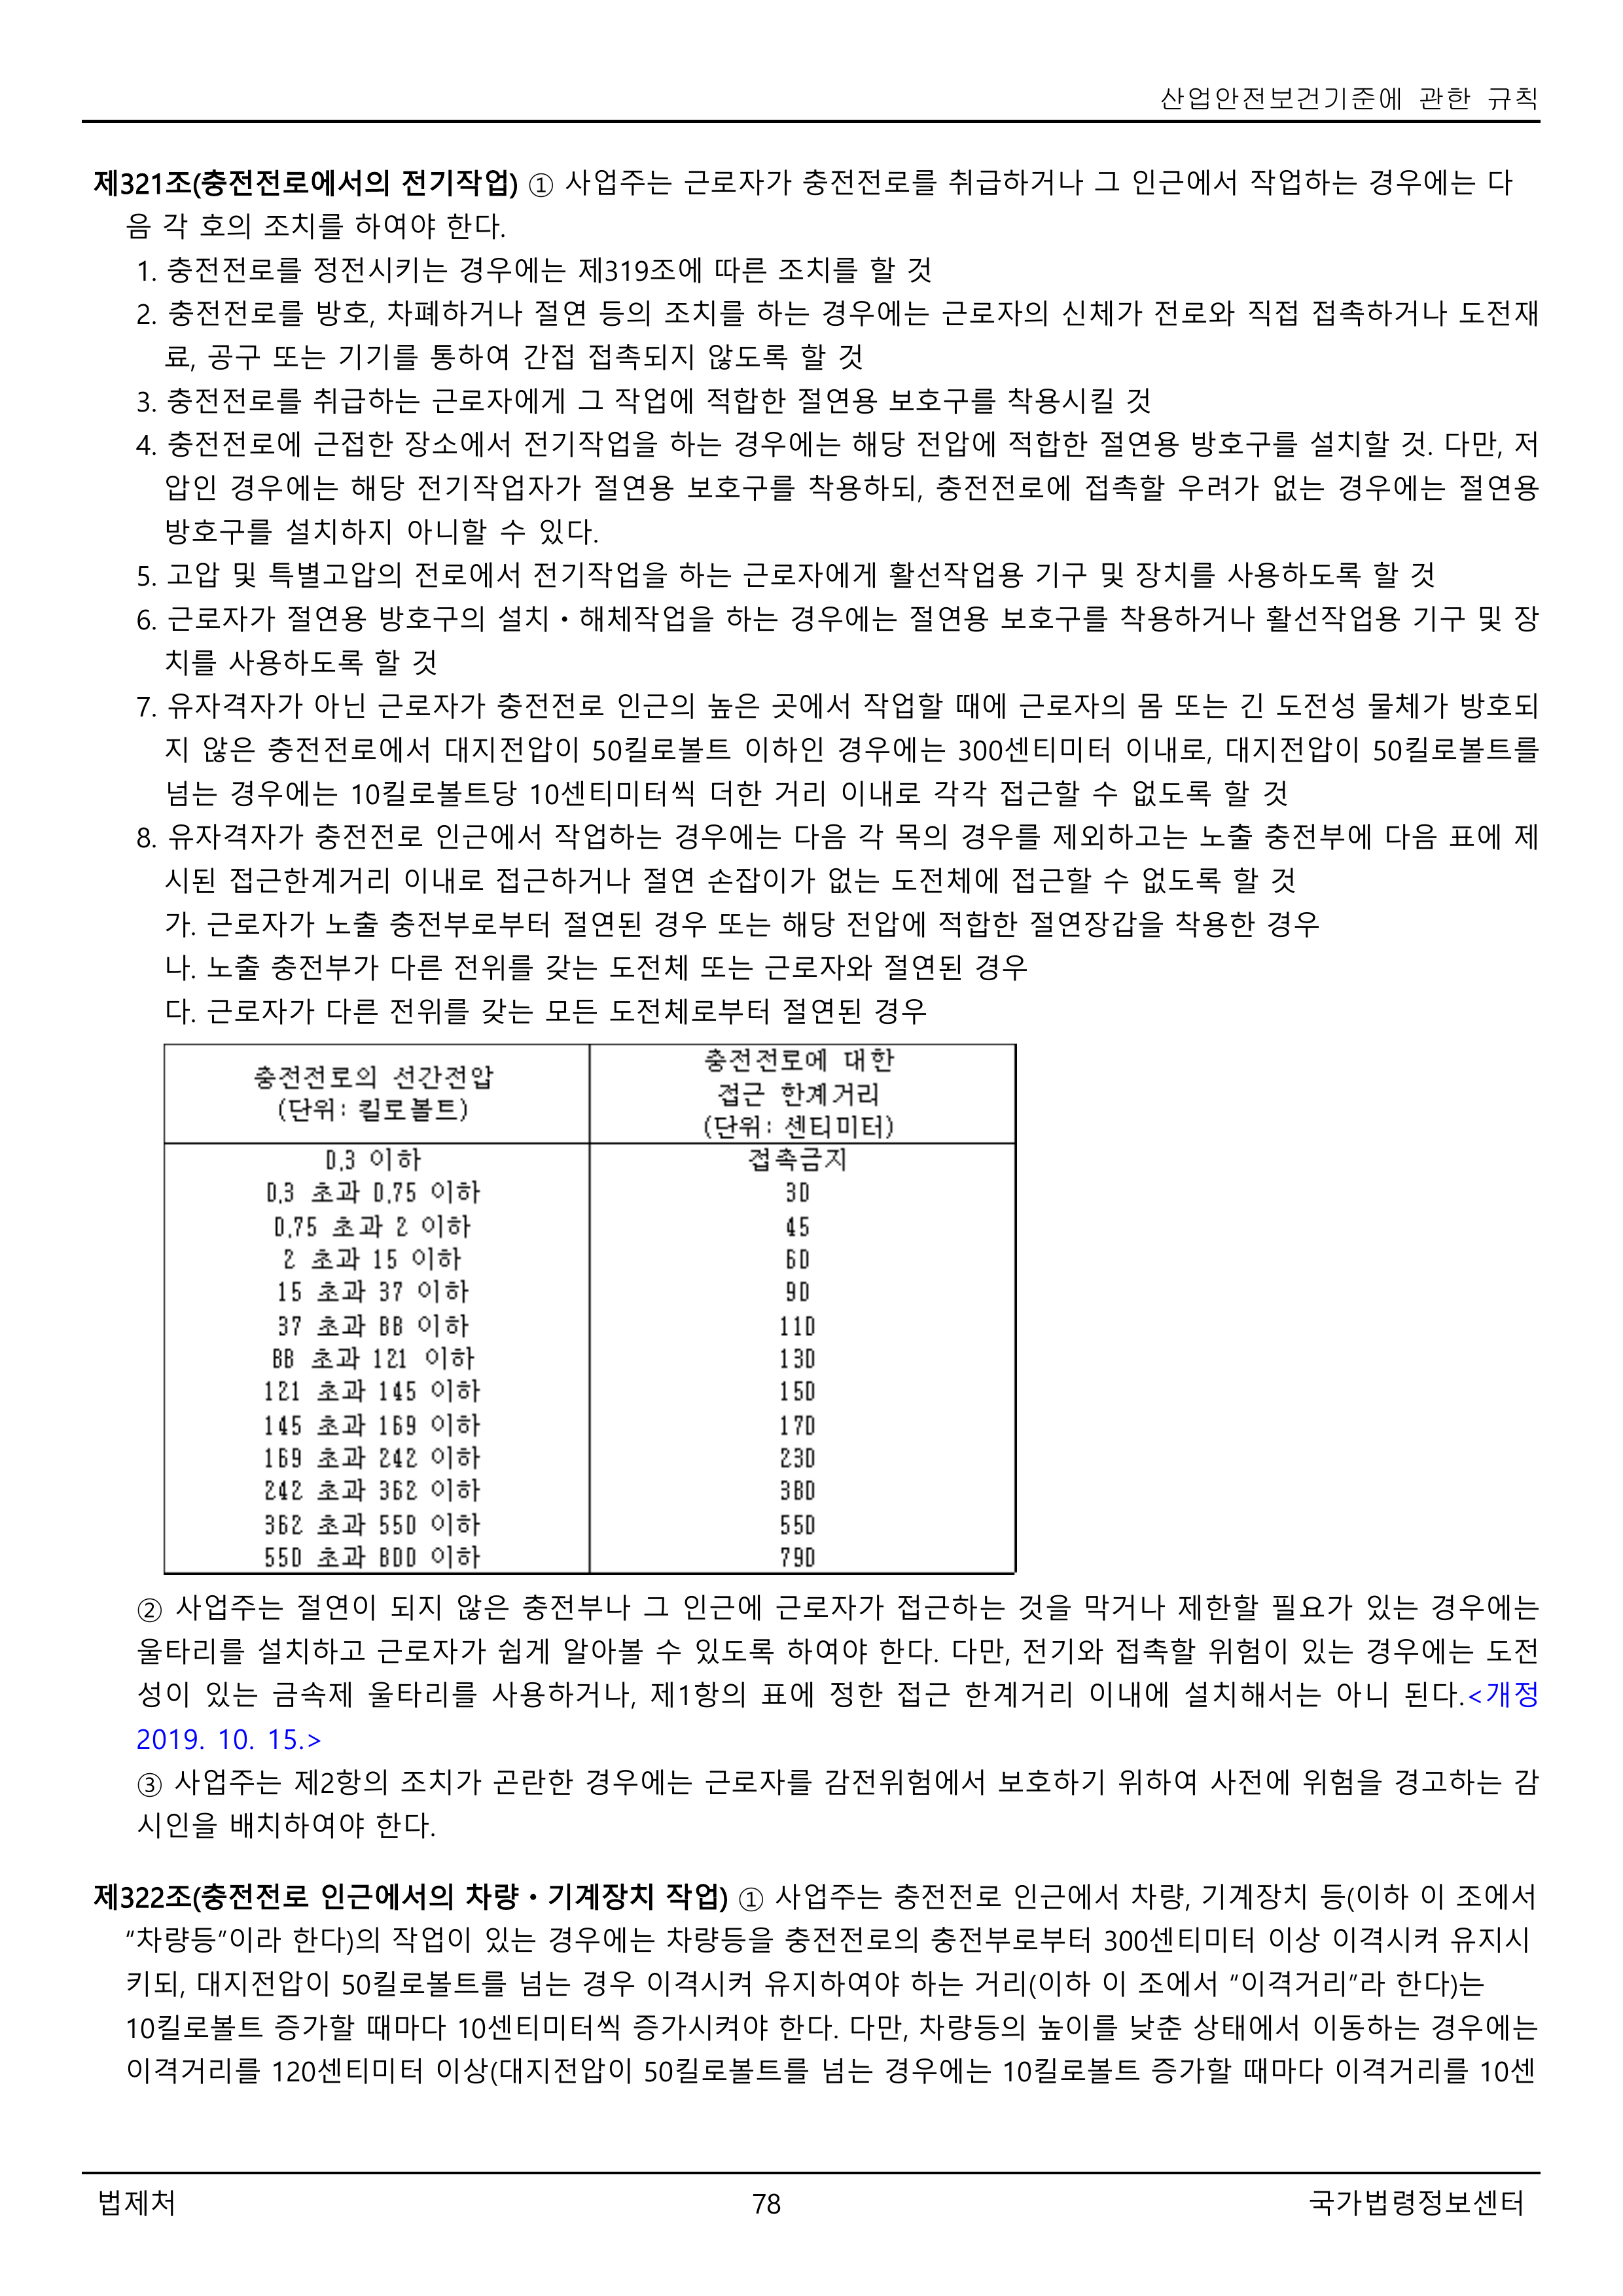 산업안전보건기준에 관한 규칙
제321조(충전전로에서의 전기작업) ① 사업주는 근로자가 충전전로를 취급하거나 그 인근에서 작업하는 경우에는 다
음 각 호의 조치를 하여야 한다.
1. 충전전로를 정전시키는 경우에는 제319조에 따른 조치를 할 것
2. 충전전로를 방호, 차폐하거나 절연 등의 조치를 하는 경우에는 근로자의 신체가 전로와 직접 접촉하거나 도전재
료, 공구 또는 기기를 통하여 간접 접촉되지 않도록 할 것
3. 충전전로를 취급하는 근로자에게 그 작업에 적합한 절연용 보호구를 착용시킬 것
4. 충전전로에 근접한 장소에서 전기작업을 하는 경우에는 해당 전압에 적합한 절연용 방호구를 설치할 것. 다만, 저
압인 경우에는 해당 전기작업자가 절연용 보호구를 착용하되, 충전전로에 접촉할 우려가 없는 경우에는 절연용
방호구를 설치하지 아니할 수 있다.
5. 고압 및 특별고압의 전로에서 전기작업을 하는 근로자에게 활선작업용 기구 및 장치를 사용하도록 할 것
6. 근로자가 절연용 방호구의 설치ㆍ해체작업을 하는 경우에는 절연용 보호구를 착용하거나 활선작업용 기구 및 장
치를 사용하도록 할 것
7. 유자격자가 아닌 근로자가 충전전로 인근의 높은 곳에서 작업할 때에 근로자의 몸 또는 긴 도전성 물체가 방호되
지 않은 충전전로에서 대지전압이 50킬로볼트 이하인 경우에는 300센티미터 이내로, 대지전압이 50킬로볼트를
넘는 경우에는 10킬로볼트당 10센티미터씩 더한 거리 이내로 각각 접근할 수 없도록 할 것
8. 유자격자가 충전전로 인근에서 작업하는 경우에는 다음 각 목의 경우를 제외하고는 노출 충전부에 다음 표에 제
시된 접근한계거리 이내로 접근하거나 절연 손잡이가 없는 도전체에 접근할 수 없도록 할 것
가. 근로자가 노출 충전부로부터 절연된 경우 또는 해당 전압에 적합한 절연장갑을 착용한 경우
나. 노출 충전부가 다른 전위를 갖는 도전체 또는 근로자와 절연된 경우
다. 근로자가 다른 전위를 갖는 모든 도전체로부터 절연된 경우
충전전로의 선간전압
(단위: 킬로볼트)
충전전로에 대한
접근 한계거리
(단위: 센티미터)
0.3 이하 접촉금지
0.3 초과 0.75 이하 30
0.75 초과 2 이하 45
2 초과 15 이하 60
15 초과 37 이하 90
37 초과 88 이하 110
88 초과 121 이하 130
121 초과 145 이하 150
145 초과 169 이하 170
169 초과 242 이하 230
242 초과 362 이하 380
362 초과 550 이하 550
550 초과 800 이하 790
② 사업주는 절연이 되지 않은 충전부나 그 인근에 근로자가 접근하는 것을 막거나 제한할 필요가 있는 경우에는
울타리를 설치하고 근로자가 쉽게 알아볼 수 있도록 하여야 한다. 다만, 전기와 접촉할 위험이 있는 경우에는 도전
성이 있는 금속제 울타리를 사용하거나, 제1항의 표에 정한 접근 한계거리 이내에 설치해서는 아니 된다.<개정
2019. 10. 15.>
③ 사업주는 제2항의 조치가 곤란한 경우에는 근로자를 감전위험에서 보호하기 위하여 사전에 위험을 경고하는 감
시인을 배치하여야 한다.
제322조(충전전로 인근에서의 차량ㆍ기계장치 작업) ① 사업주는 충전전로 인근에서 차량, 기계장치 등(이하 이 조에서
“차량등”이라 한다)의 작업이 있는 경우에는 차량등을 충전전로의 충전부로부터 300센티미터 이상 이격시켜 유지시
키되, 대지전압이 50킬로볼트를 넘는 경우 이격시켜 유지하여야 하는 거리(이하 이 조에서 “이격거리”라 한다)는
10킬로볼트 증가할 때마다 10센티미터씩 증가시켜야 한다. 다만, 차량등의 높이를 낮춘 상태에서 이동하는 경우에는
이격거리를 120센티미터 이상(대지전압이 50킬로볼트를 넘는 경우에는 10킬로볼트 증가할 때마다 이격거리를 10센
법제처 78 국가법령정보센터